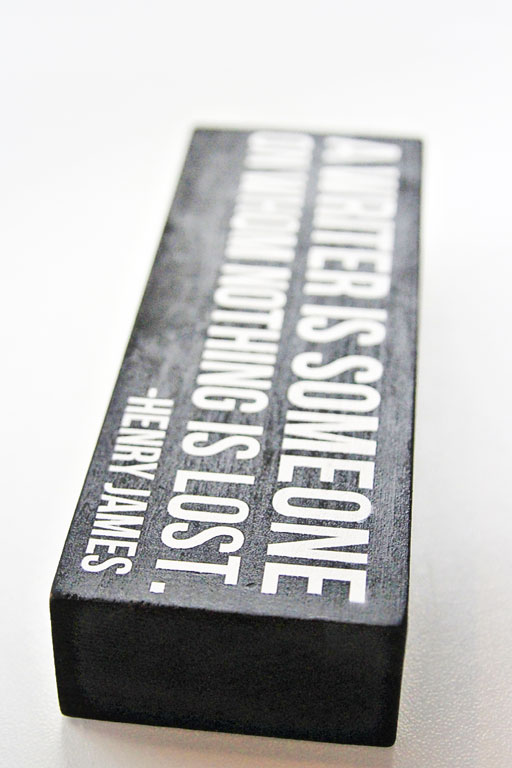 A WRITER IS SOMEONE
ON WHOM NOTHING IS LOST.
-HENRY JAMES